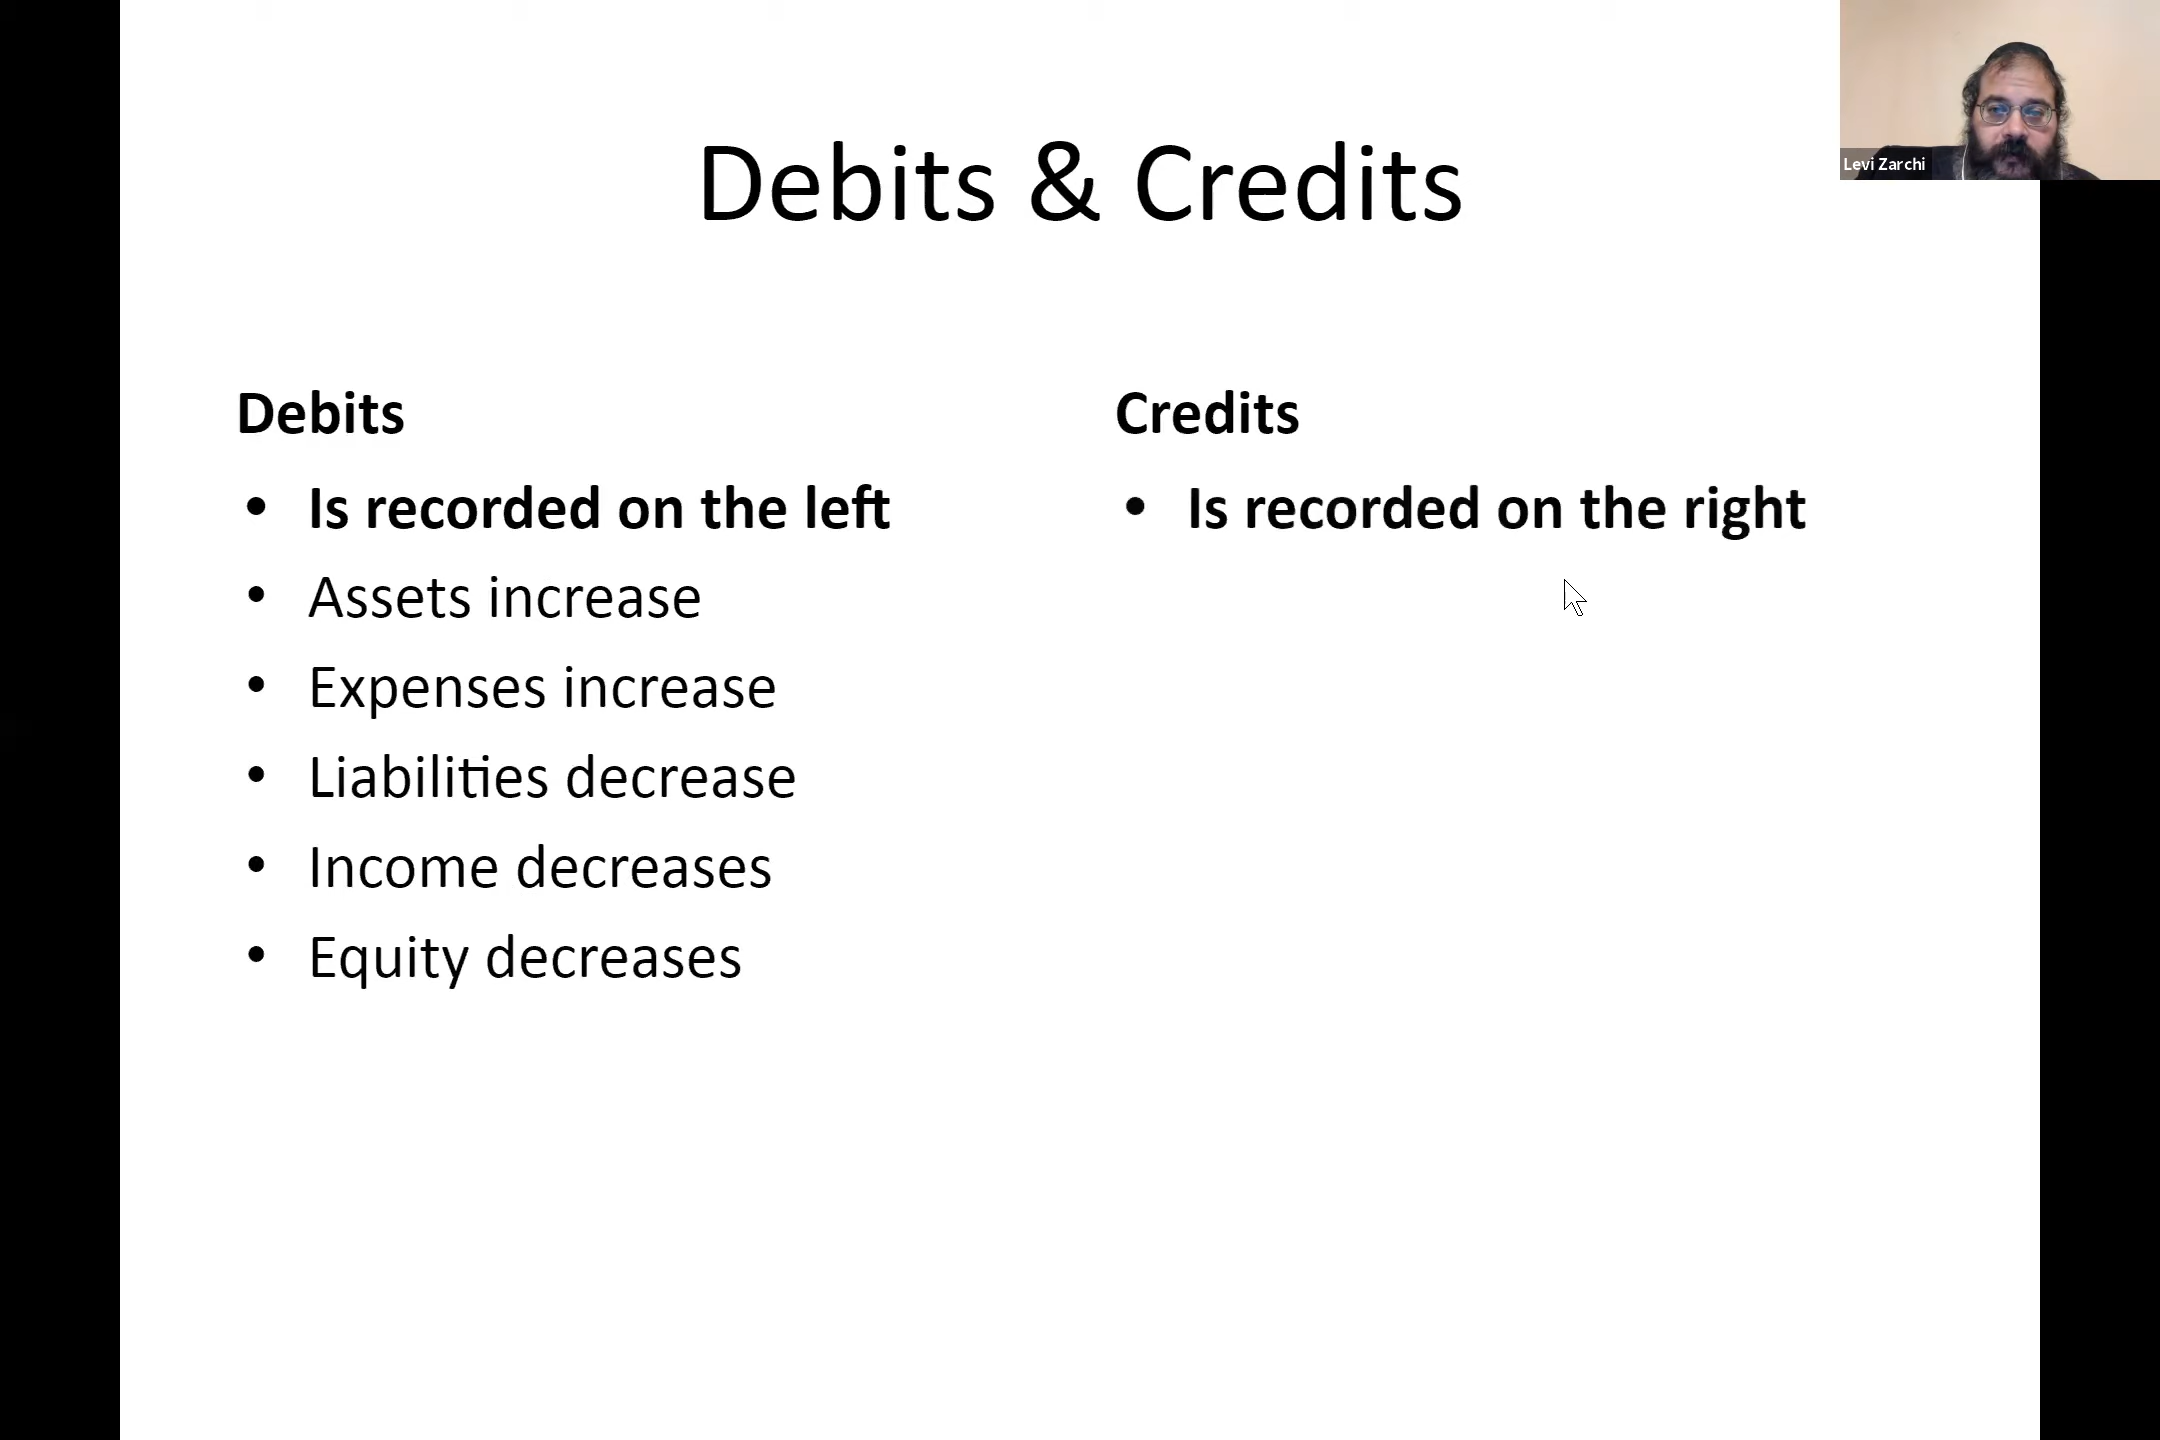 Levi Zarchi
Debits & Credits
Debits
• Is recorded on the left
• Assets increase
• Expenses increase
• Liabilities decrease
• Income decreases
• Equity decreases
Credits
• Is recorded on the right